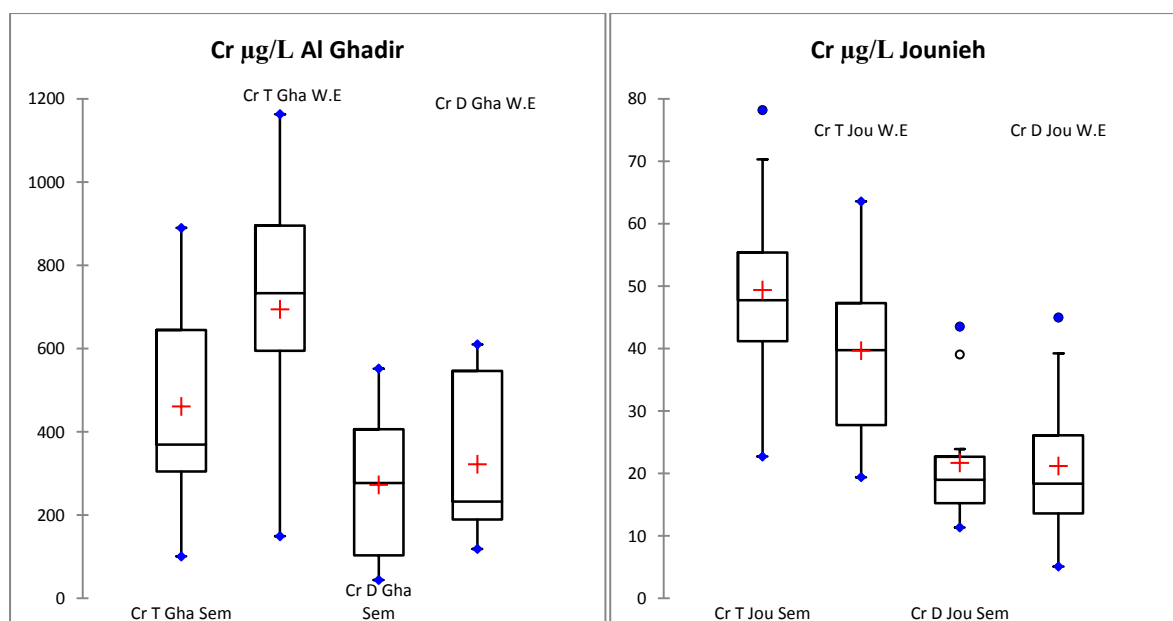 Cr µg/L Al Ghadir
1200
1000
800
600
400
200
0
Cr T Gha W.E
Cr D Gha W.E
Cr T Gha Sem
Cr D Gha
Sem
Cr µg/L Jounieh
80
70
60
50
40
30
20
10
0
Cr T Jou W.E
Cr D Jou W.E
Cr T Jou Sem
Cr D Jou Sem